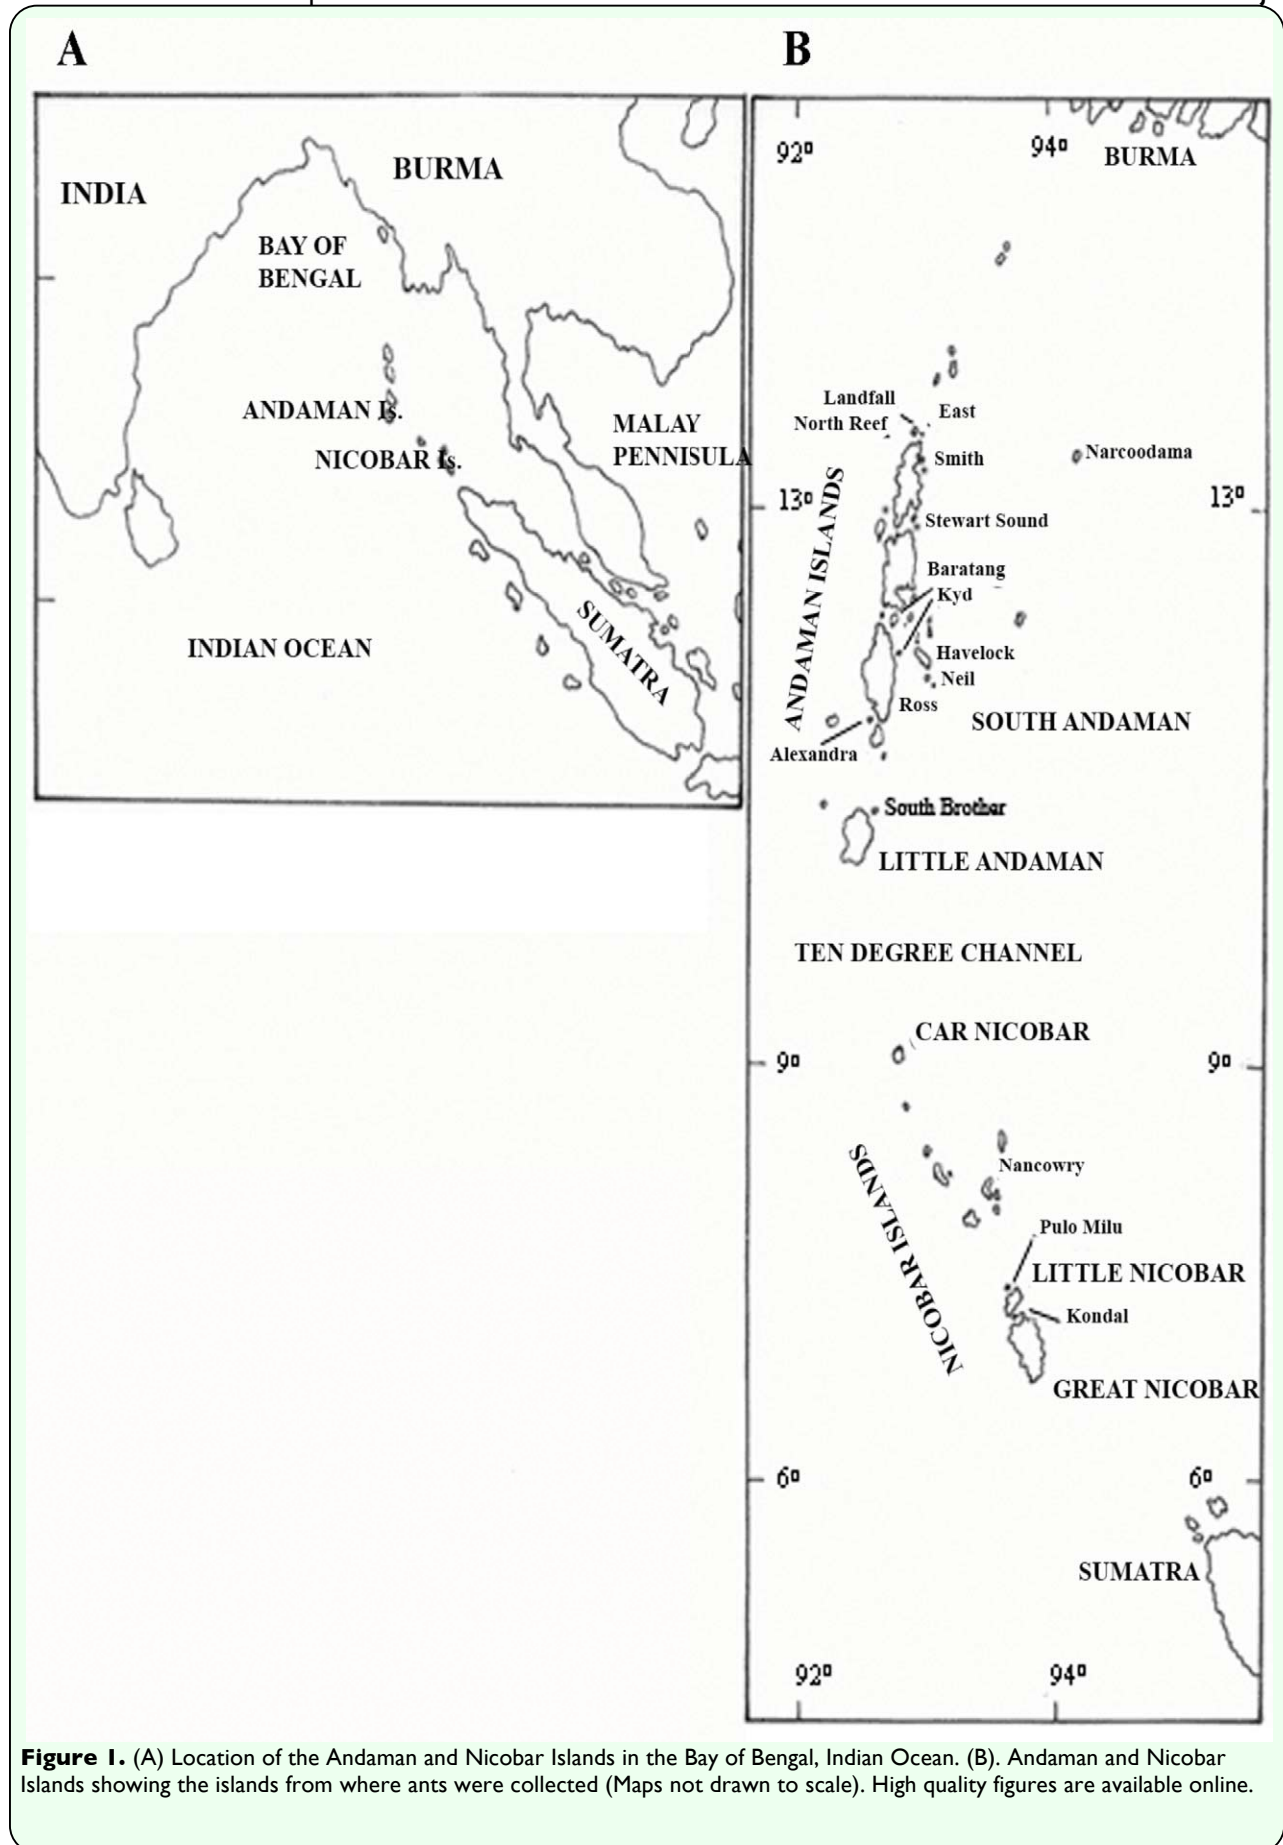 A
INDIA
BURMA
BAY OF
BENGAL
ANDAMAN Is.
NICOBAR Is.
MALAY
PENNISULA
INDIAN OCEAN
SUMATRA
B
92º
94º
BURMA
Landfall
North Reef
East
Smith
Narcoodama
13º
13º
Stewart Sound
ANDAMAN ISLANDS
Baratang
Kyd
Havelock
Neil
Ross
SOUTH ANDAMAN
Alexandra
South Brother
LITTLE ANDAMAN
TEN DEGREE CHANNEL
CAR NICOBAR
9º
9º
Nancowry
NICOBAR ISLANDS
Pulo Milu
LITTLE NICOBAR
Kondal
GREAT NICOBAR
6º
6º
SUMATRA
92º
94º
Figure 1. (A) Location of the Andaman and Nicobar Islands in the Bay of Bengal, Indian Ocean. (B). Andaman and Nicobar
Islands showing the islands from where ants were collected (Maps not drawn to scale). High quality figures are available online.